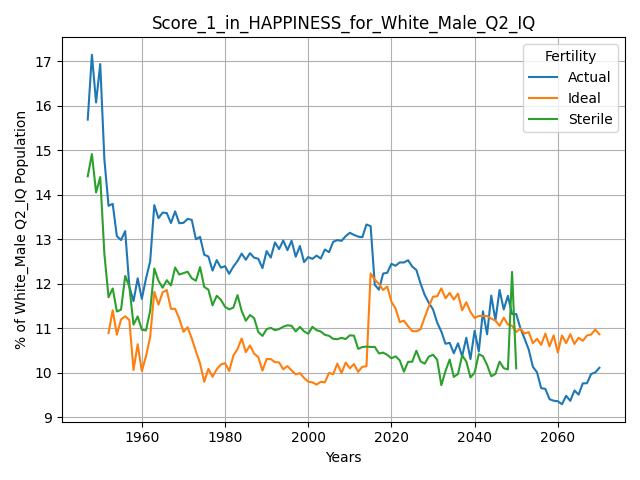 Score_1_in_HAPPINESS_for_White_Male_Q2_IQ
% of White_Male Q2_IQ Population
17
16
15
14
13
12
11
10
9
Fertility
Actual
Ideal
Sterile
1960 1980 2000 2020 2040 2060
Years